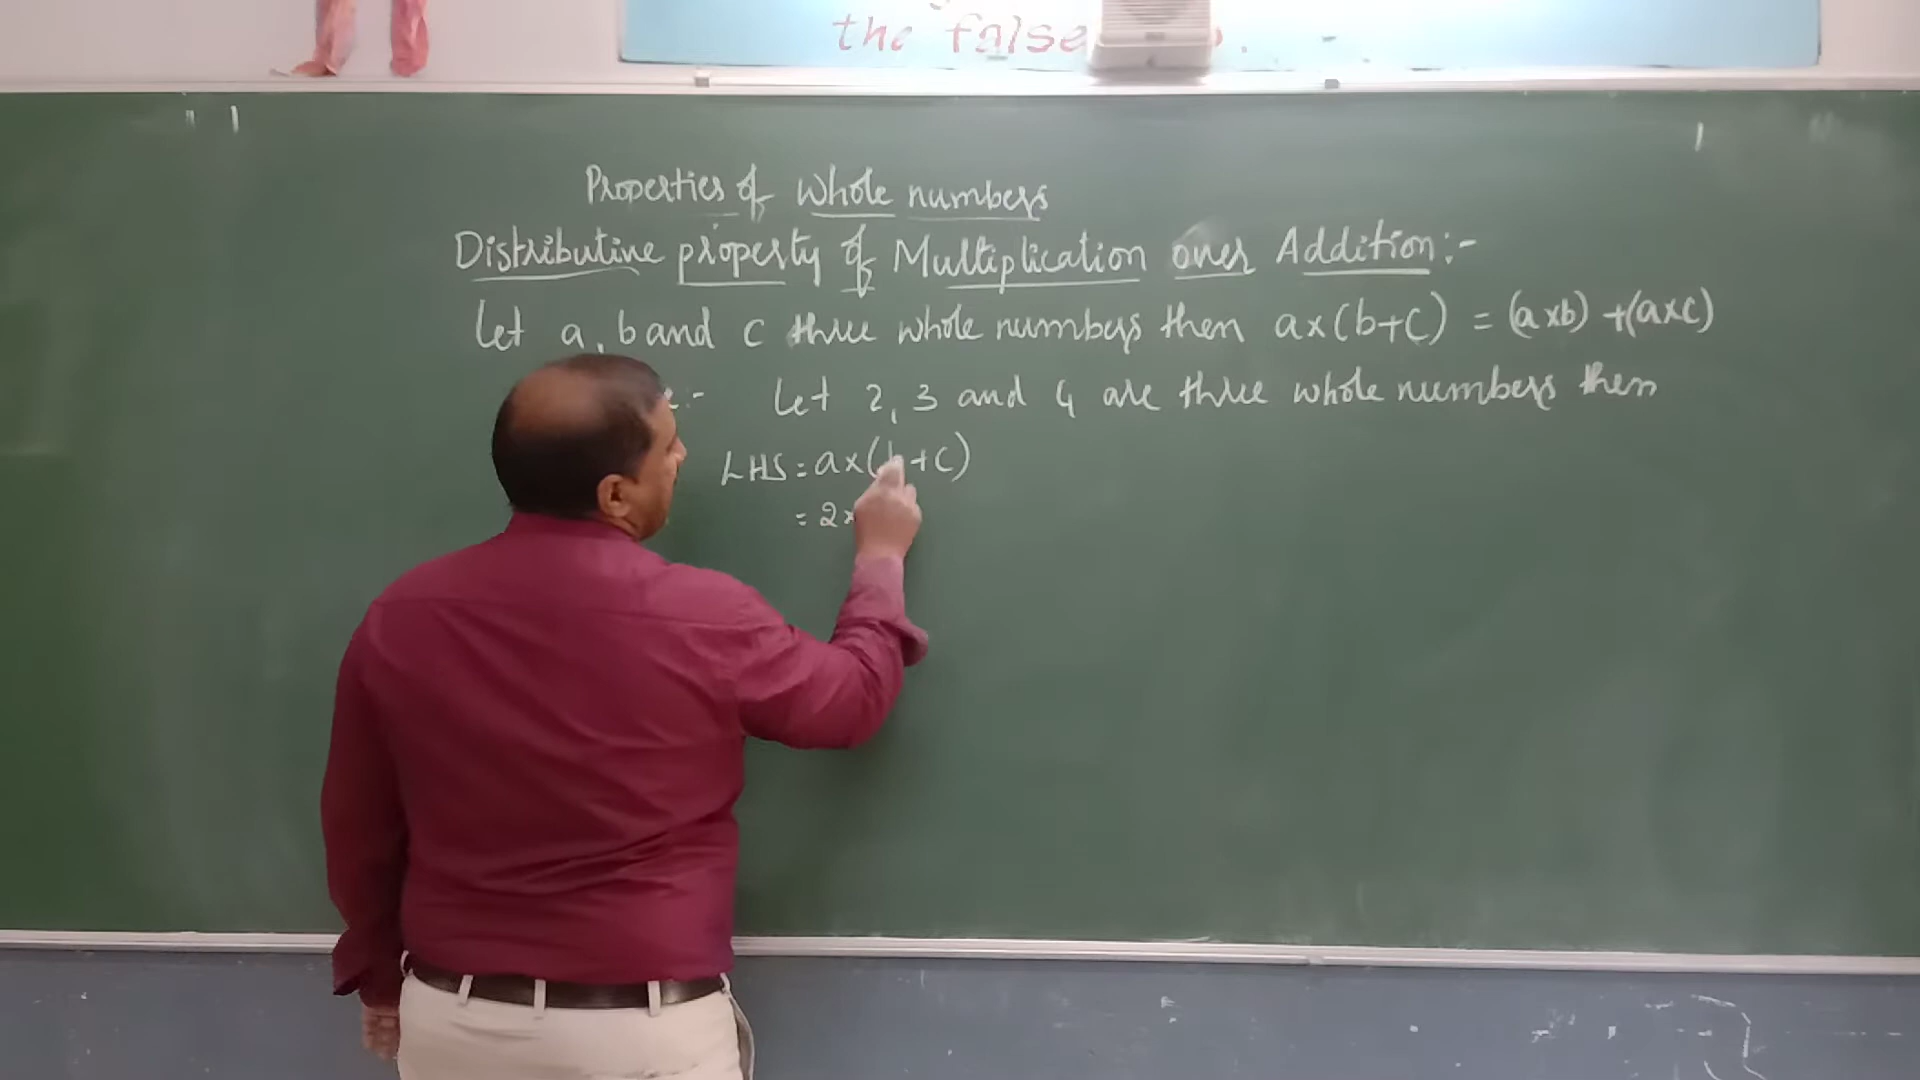 the false
Properties of whole numbers
Distributive property of Multiplication over Addition:-
Let a, b and c three whole numbers then a×(b+c) = (a×b) +(a×c)
e:- Let 2, 3 and 4 are three whole numbers then
LHS = a×(b+c)
= 2×